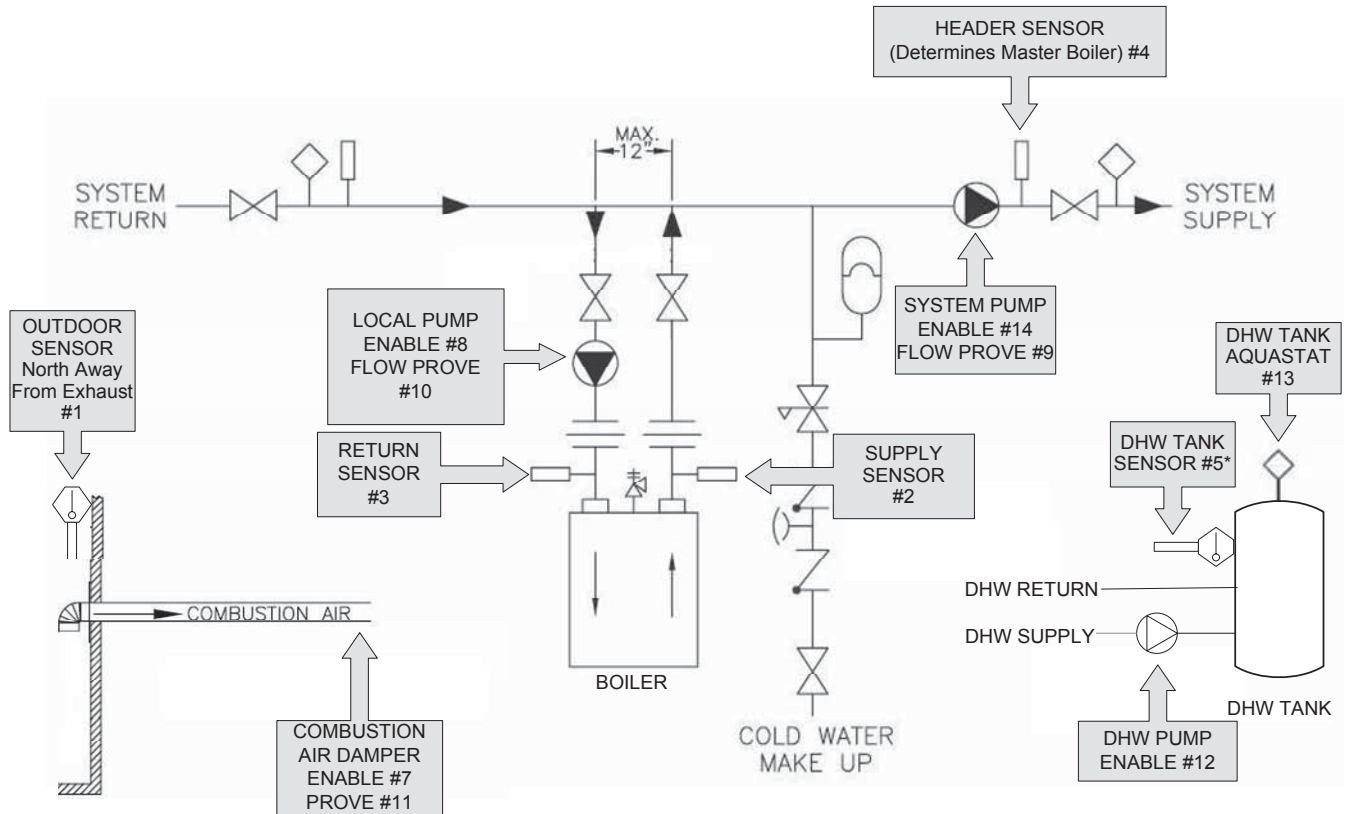 HEADER SENSOR
(Determines Master Boiler) #4
MAX.
12"
SYSTEM
RETURN
SYSTEM
SUPPLY
OUTDOOR
SENSOR
North Away
From Exhaust
#1
LOCAL PUMP
ENABLE #8
FLOW PROVE
#10
SYSTEM PUMP
ENABLE #14
FLOW PROVE #9
DHW TANK
AQUASTAT
#13
RETURN
SENSOR
#3
SUPPLY
SENSOR
#2
DHW TANK
SENSOR #5*
COMBUSTION AIR
DHW RETURN
DHW SUPPLY
BOILER
DHW TANK
COMBUSTION
AIR DAMPER
ENABLE #7
PROVE #11
COLD WATER
MAKE UP
DHW PUMP
ENABLE #12